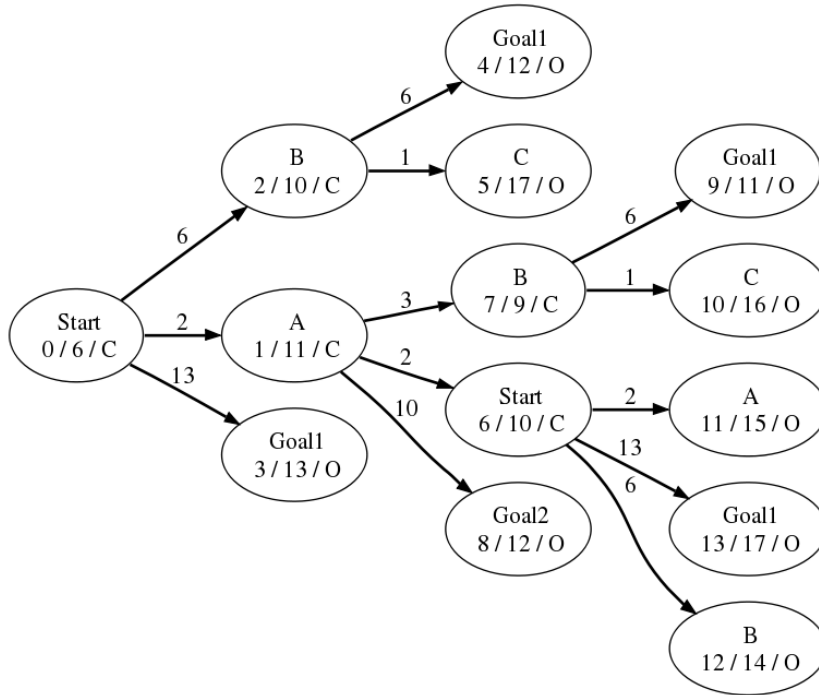 Goal1
4 / 12 / O
6
B
2 / 10 / C
1
C
5 / 17 / O
Goal1
9 / 11 / O
6
6
B
7 / 9 / C
1
C
10 / 16 / O
3
Start
0 / 6 / C
2
A
1 / 11 / C
2
Start
6 / 10 / C
2
A
11 / 15 / O
13
10
13
6
Goal1
3 / 13 / O
Goal2
8 / 12 / O
Goal1
13 / 17 / O
B
12 / 14 / O